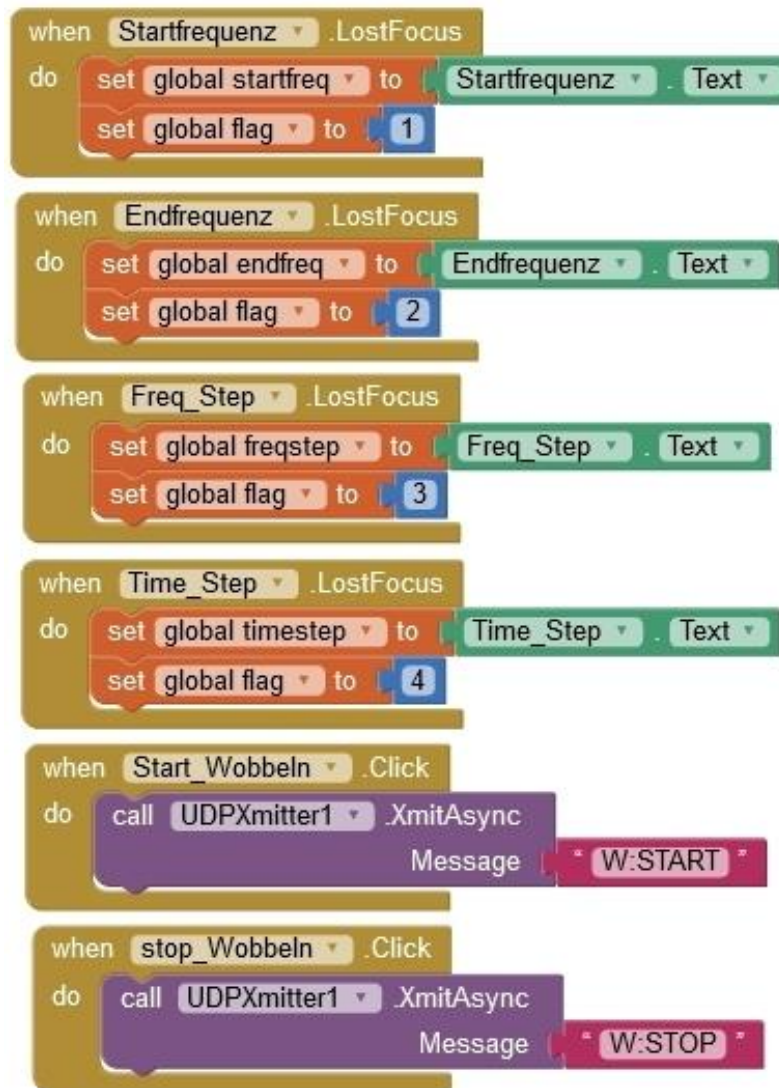 when Startfrequenz .LostFocus
do set global startfreq to Startfrequenz . Text
set global flag to 1
when Endfrequenz .LostFocus
do set global endfreq to Endfrequenz . Text
set global flag to 2
when Freq_Step .LostFocus
do set global freqstep to Freq_Step . Text
set global flag to 3
when Time_Step .LostFocus
do set global timestep to Time_Step . Text
set global flag to 4
when Start_Wobbeln .Click
do call UDPXmitter1 .XmitAsync
Message " W:START "
when stop_Wobbeln .Click
do call UDPXmitter1 .XmitAsync
Message " W:STOP "